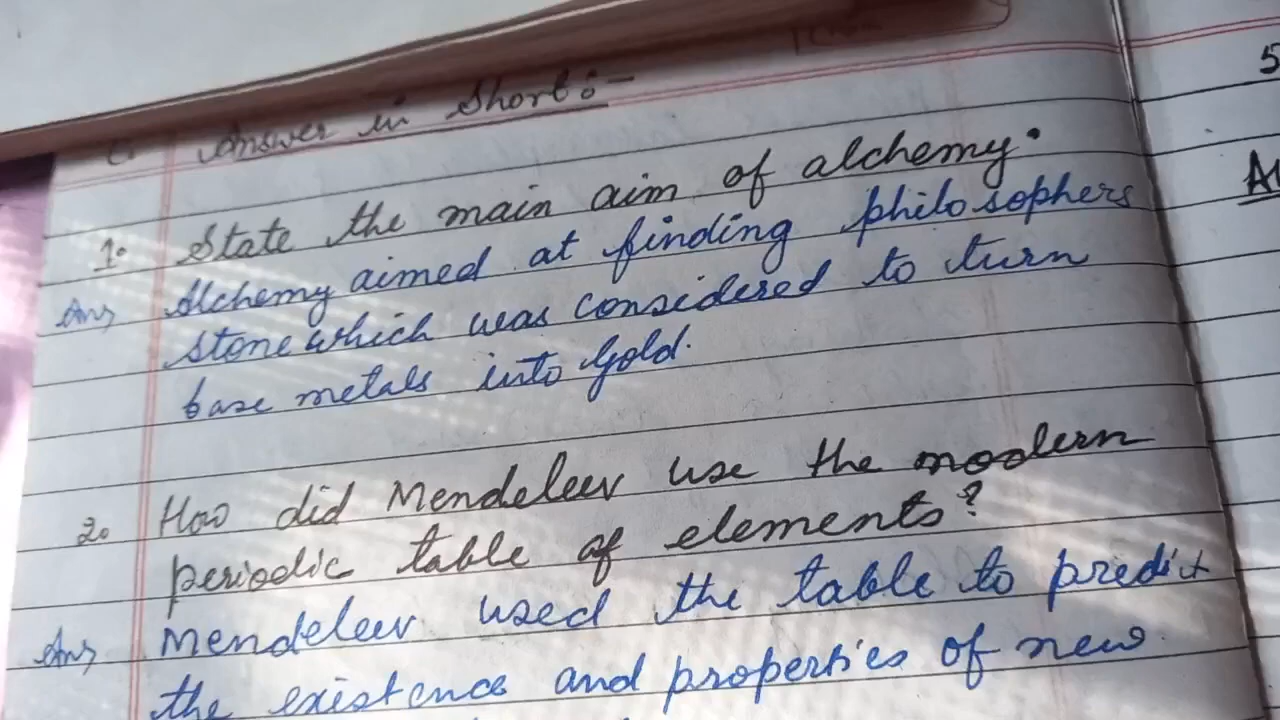 C. Answer in Short:-
1. State the main aim of alchemy.
Ans Alchemy aimed at finding philosophers
stone which was considered to turn
base metals into gold.
2. How did Mendeleev use the modern
periodic table of elements?
Ans Mendeleev used the table to predict
the existence and properties of new
5